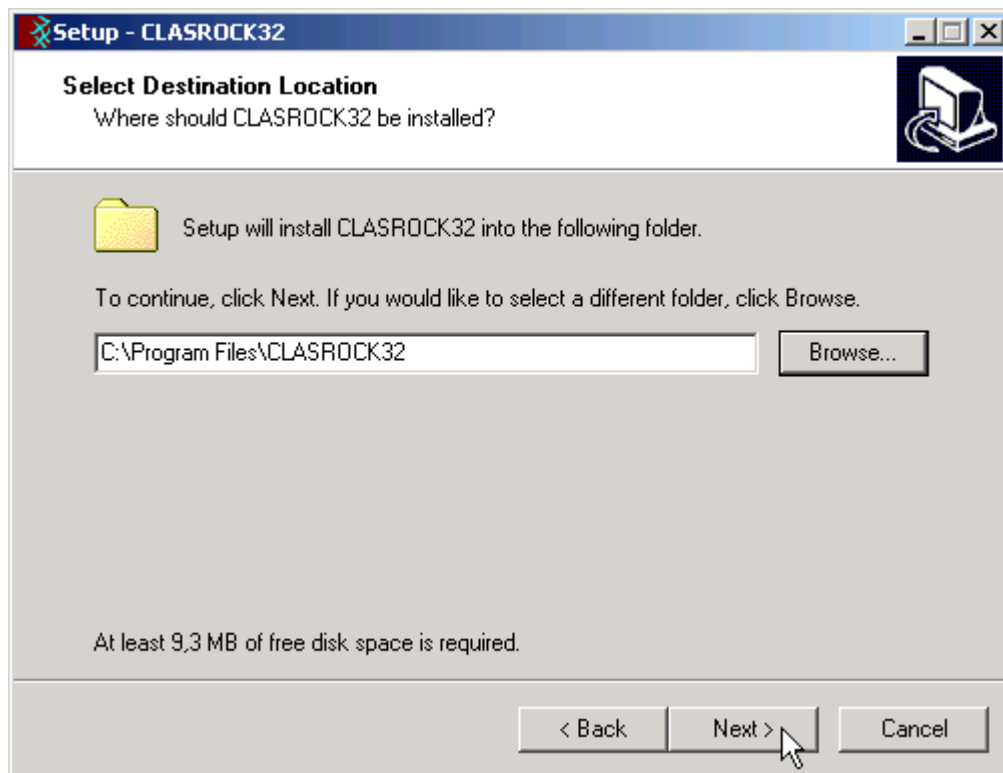 Setup - CLASROCK32
Select Destination Location
Where should CLASROCK32 be installed?
Setup will install CLASROCK32 into the following folder.
To continue, click Next. If you would like to select a different folder, click Browse.
C:\Program Files\CLASROCK32
Browse...
At least 9,3 MB of free disk space is required.
< Back
Next >
Cancel